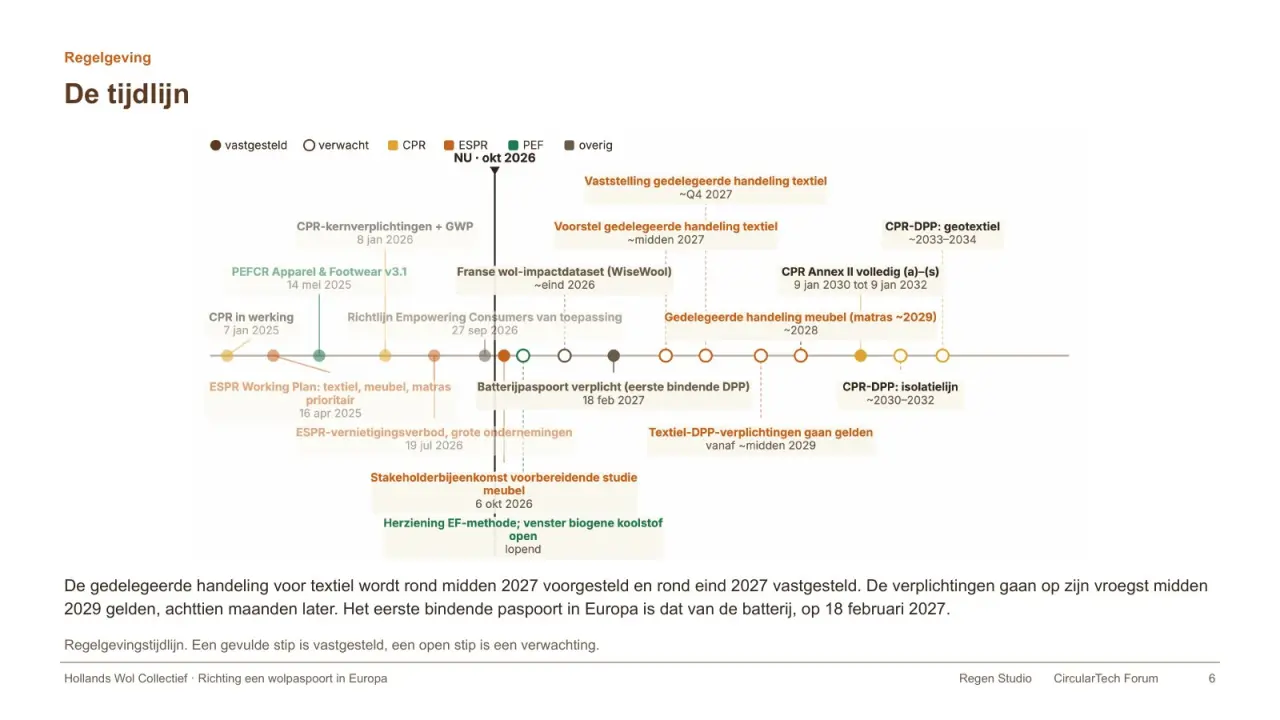 Regelgeving
De tijdlijn
vastgesteld verwacht CPR ESPR PEF overig
NU · okt 2026
Vaststelling gedelegeerde handeling textiel
~Q4 2027
CPR-kernverplichtingen + GWP
8 jan 2026
Voorstel gedelegeerde handeling textiel
~midden 2027
CPR-DPP: geotextiel
~2033–2034
PEFCR Apparel & Footwear v3.1
14 mei 2025
Franse wol-impactdataset (WiseWool)
~eind 2026
CPR Annex II volledig (a)–(s)
9 jan 2030 tot 9 jan 2032
CPR in werking
7 jan 2025
Richtlijn Empowering Consumers van toepassing
27 sep 2026
Gedelegeerde handeling meubel (matras ~2029)
~2028
ESPR Working Plan: textiel, meubel, matras
prioritair
16 apr 2025
Batterijpaspoort verplicht (eerste bindende DPP)
18 feb 2027
CPR-DPP: isolatielijn
~2030–2032
ESPR-vernietigingsverbod, grote ondernemingen
19 jul 2026
Textiel-DPP-verplichtingen gaan gelden
vanaf ~midden 2029
Stakeholderbijeenkomst voorbereidende studie
meubel
6 okt 2026
Herziening EF-methode; venster biogene koolstof
open
lopend
De gedelegeerde handeling voor textiel wordt rond midden 2027 voorgesteld en rond eind 2027 vastgesteld. De verplichtingen gaan op zijn vroegst midden
2029 gelden, achttien maanden later. Het eerste bindende paspoort in Europa is dat van de batterij, op 18 februari 2027.
Regelgevingstijdlijn. Een gevulde stip is vastgesteld, een open stip is een verwachting.
Hollands Wol Collectief · Richting een wolpaspoort in Europa
Regen Studio CircularTech Forum 6